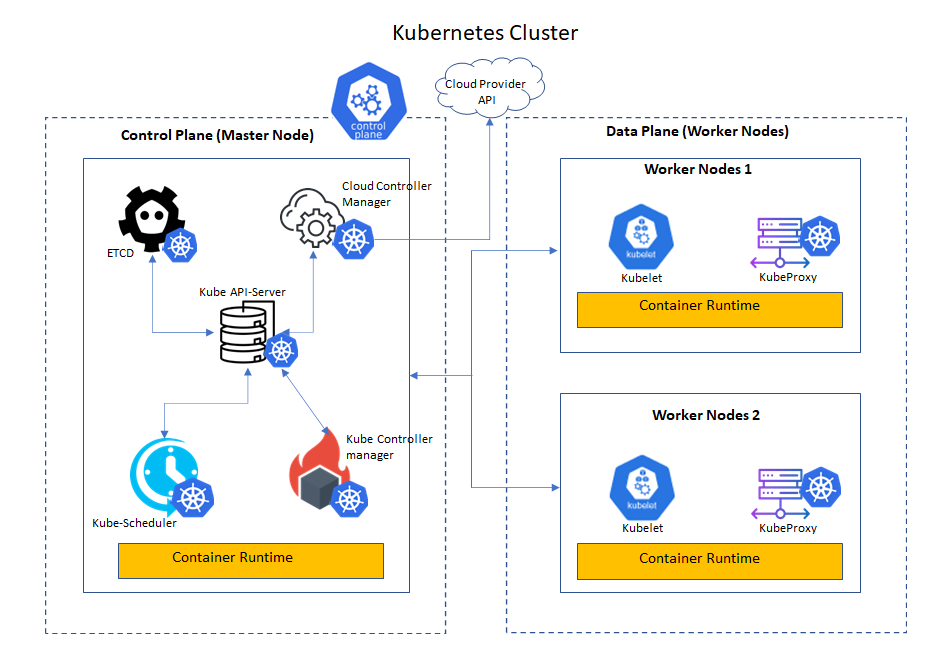 Kubernetes Cluster
Cloud Provider
API
control
plane
Control Plane (Master Node)
Cloud Controller
Manager
ETCD
Kube API-Server
Kube Controller
manager
Kube-Scheduler
Container Runtime
Data Plane (Worker Nodes)
Worker Nodes 1
kubelet
Kubelet
KubeProxy
Container Runtime
Worker Nodes 2
kubelet
Kubelet
KubeProxy
Container Runtime